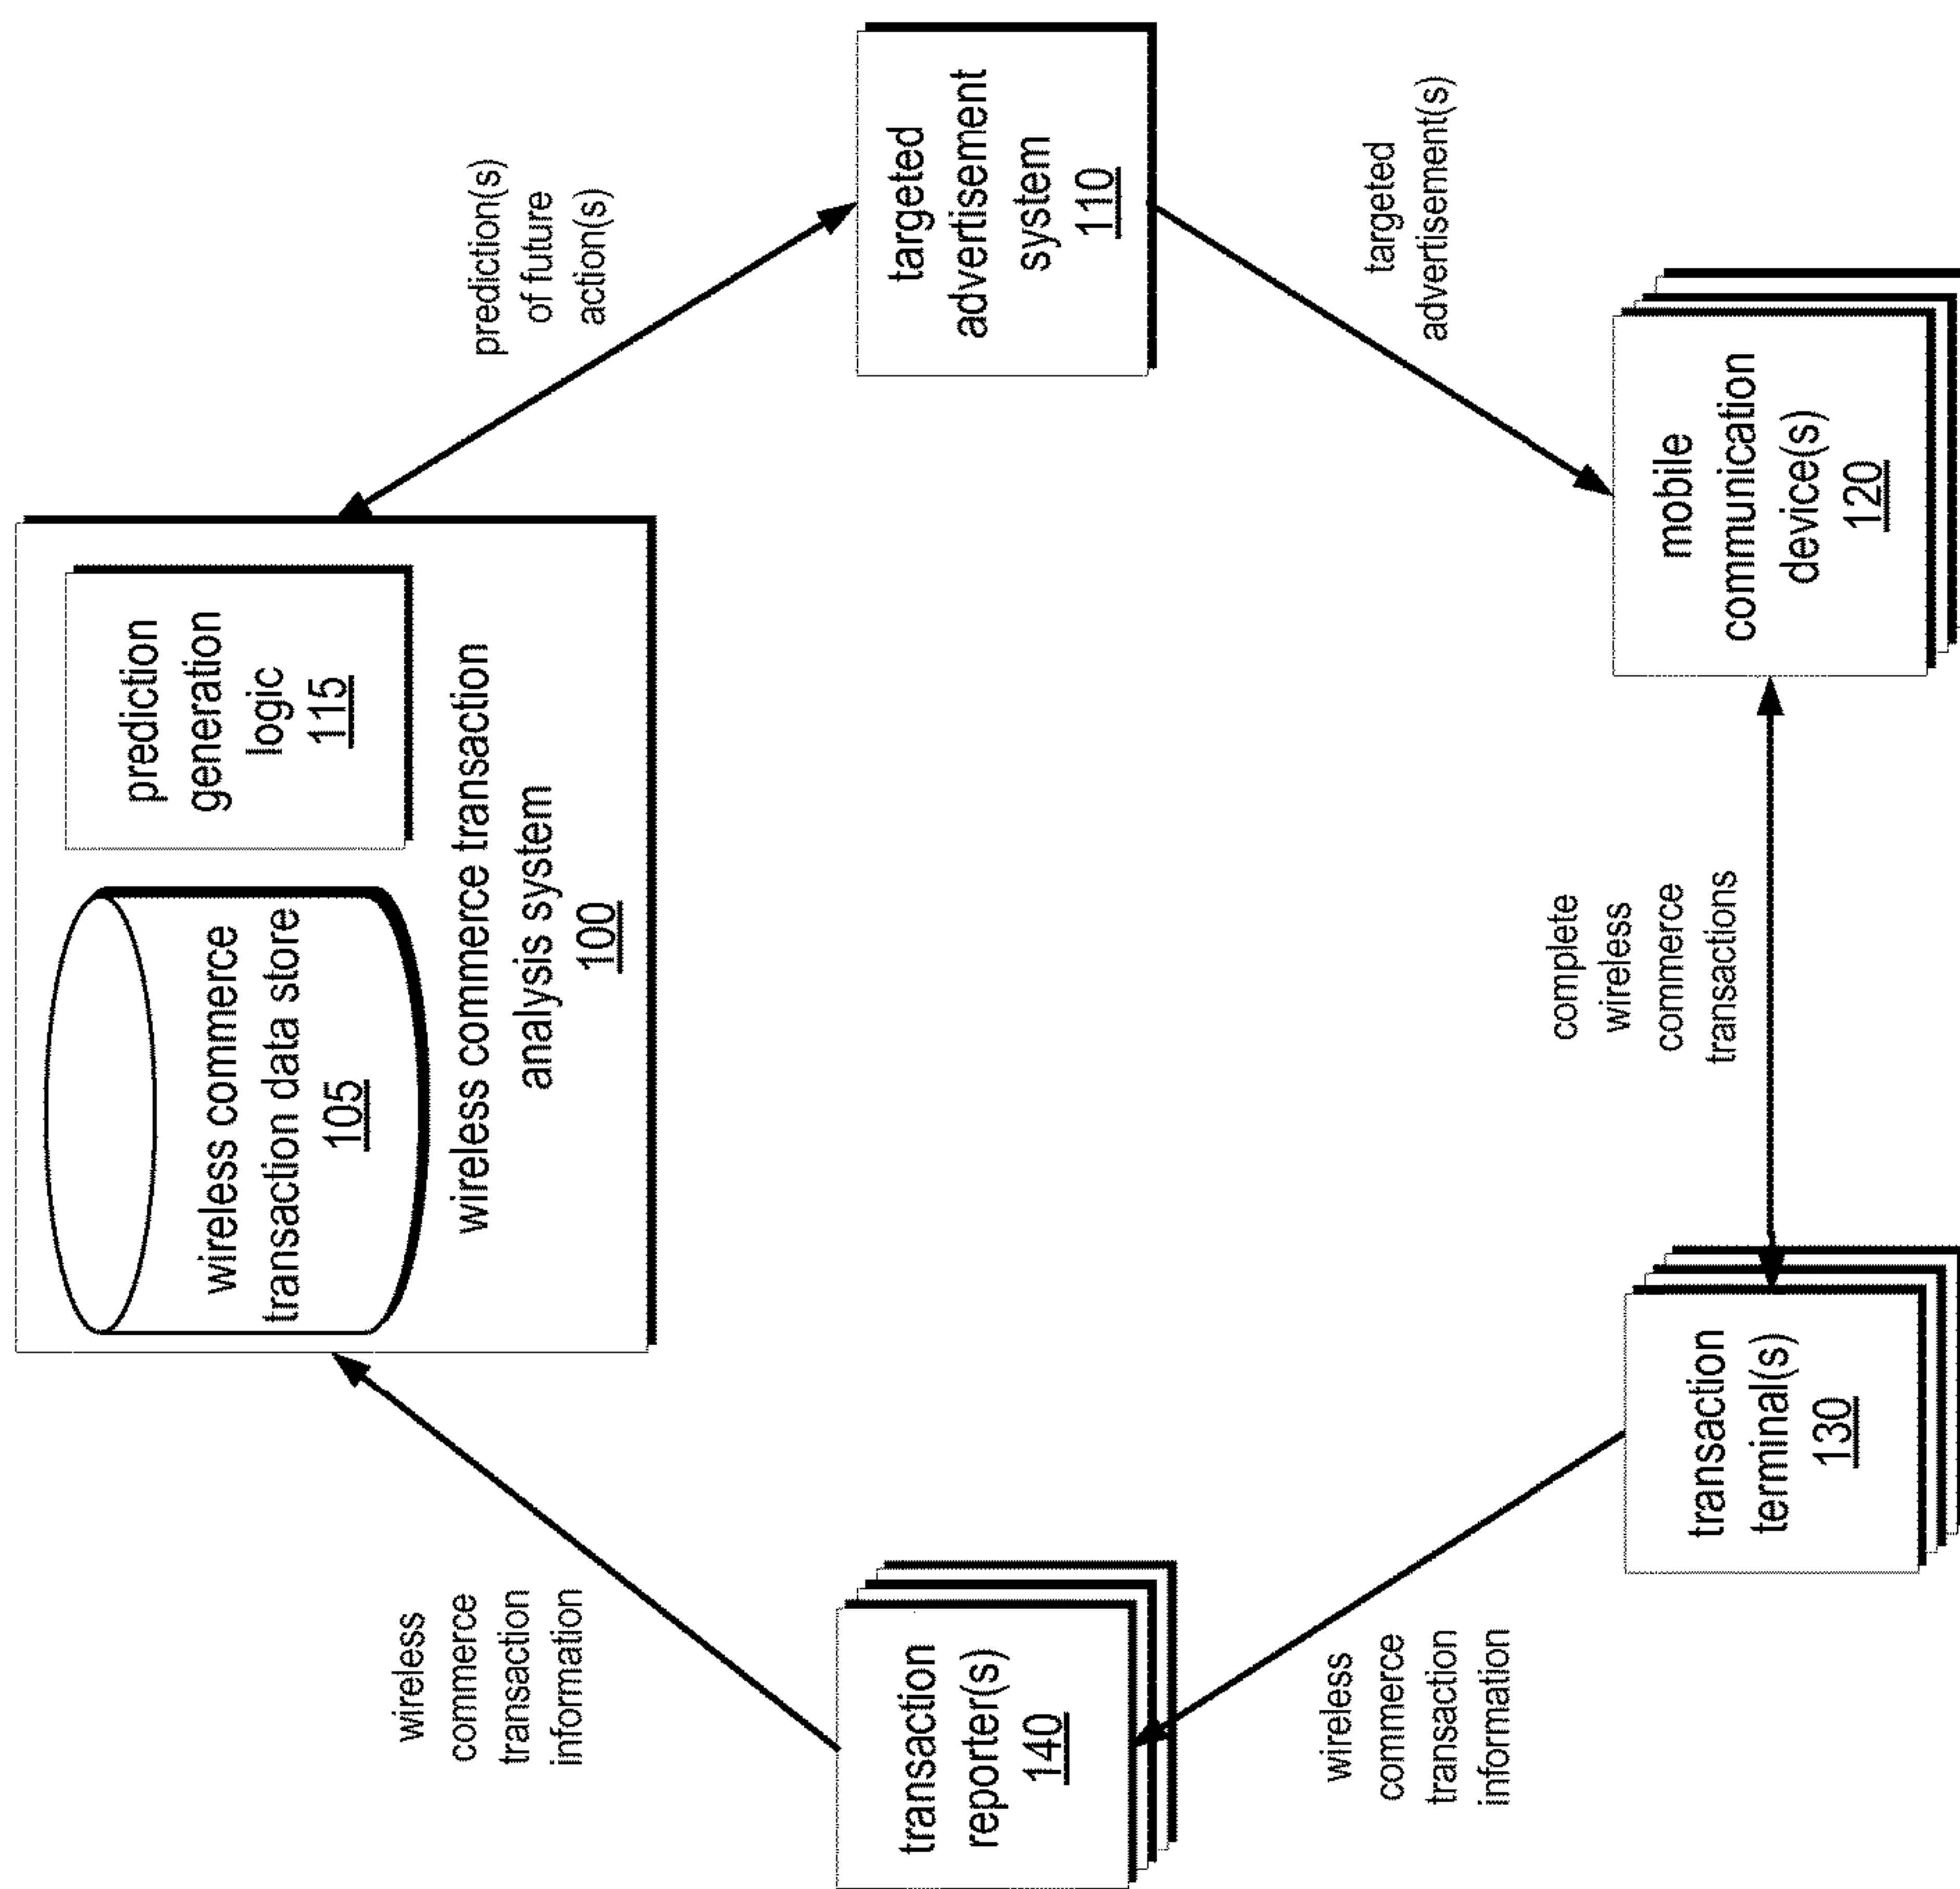 wireless commerce
transaction data store
105
prediction
generation
logic
115
wireless commerce transaction
analysis system
100
wireless
commerce
transaction
information
prediction(s)
of future
action(s)
transaction
reporter(s)
140
targeted
advertisement
system
110
wireless
commerce
transaction
information
targeted
advertisement(s)
complete
wireless
commerce
transactions
transaction
terminal(s)
130
mobile
communication
device(s)
120